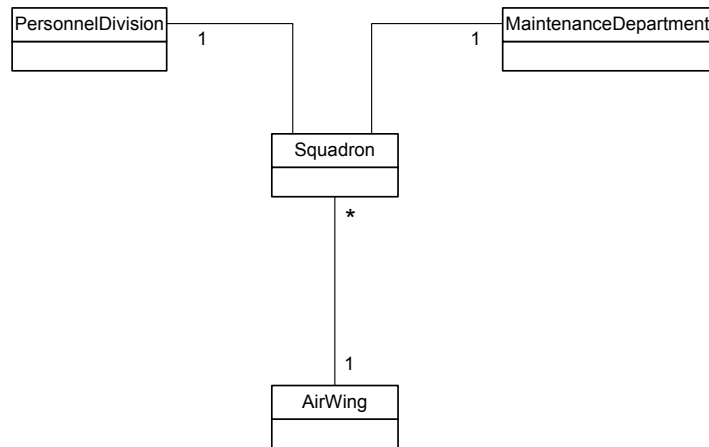 PersonnelDivision
MaintenanceDepartment
1
1
Squadron
*
1
AirWing